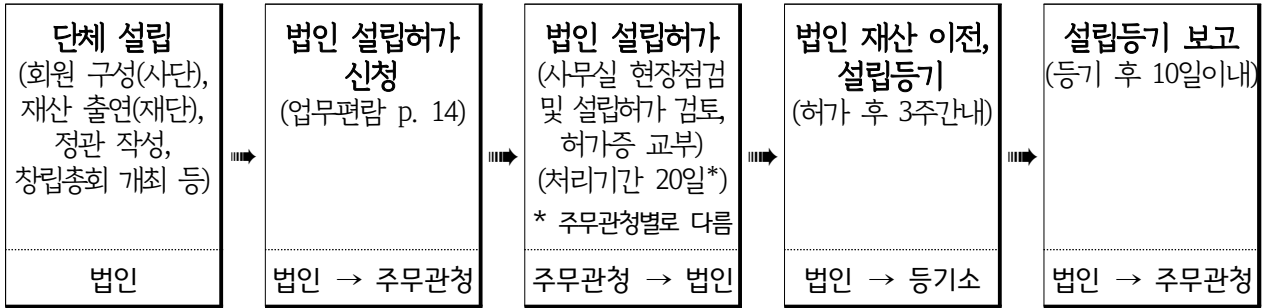 단체 설립
(회원 구성(사단),
재산 출연(재단),
정관 작성,
창립총회 개최 등)
법인
➠
법인 설립허가
신청
(업무편람 p. 14)
법인 → 주무관청
➠
법인 설립허가
(사무실 현장점검
및 설립허가 검토,
허가증 교부)
(처리기간 20일*)
* 주무관청별로 다름
주무관청 → 법인
➠
법인 재산 이전,
설립등기
(허가 후 3주간내)
법인 → 등기소
➠
설립등기 보고
(등기 후 10일이내)
법인 → 주무관청